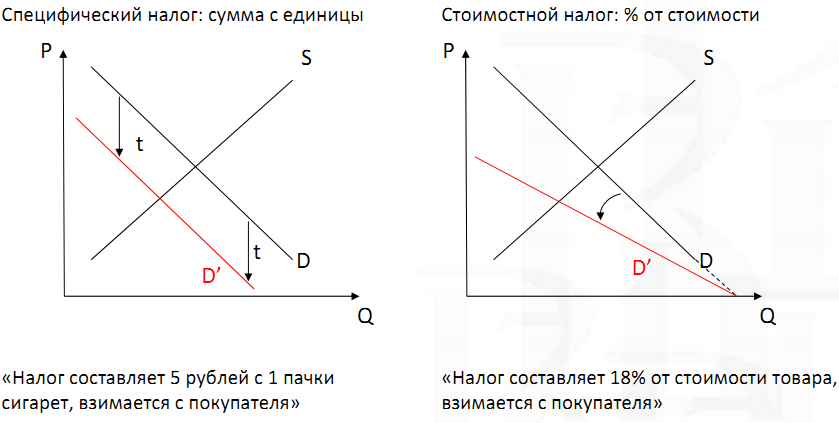 Специфический налог: сумма с единицы
P
S
t
t
D
D’
Q
«Налог составляет 5 рублей с 1 пачки
сигарет, взимается с покупателя»
Стоимостной налог: % от стоимости
P
S
D
D’
Q
«Налог составляет 18% от стоимости товара,
взимается с покупателя»